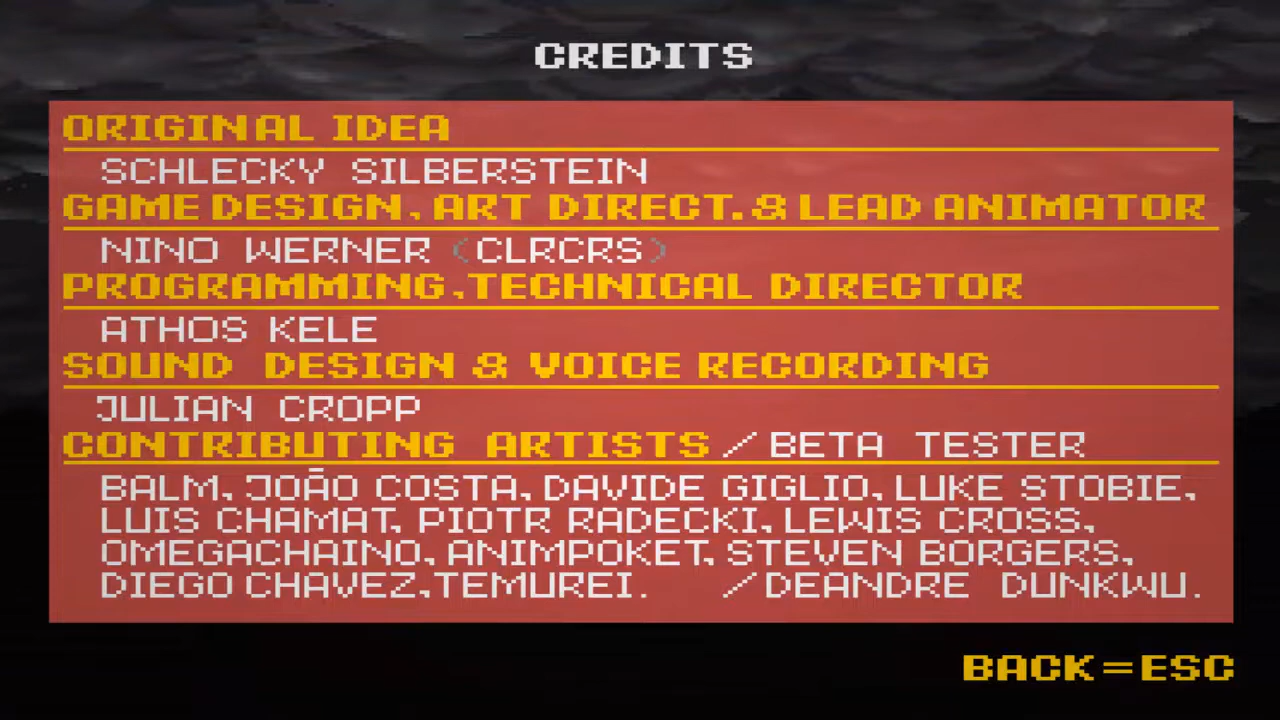 CREDITS
ORIGINAL IDEA
SCHLECKY SILBERSTEIN
GAME DESIGN, ART DIRECT. & LEAD ANIMATOR
NINO WERNER (CLRCRS)
PROGRAMMING, TECHNICAL DIRECTOR
ATHOS KELE
SOUND DESIGN & VOICE RECORDING
JULIAN CROPP
CONTRIBUTING ARTISTS / BETA TESTER
BALM, JOÃO COSTA, DAVIDE GIGLIO, LUKE STOBIE,
LUIS CHAMAT, PIOTR RADECKI, LEWIS CROSS,
OMEGACHAINO, ANIMPOKET, STEVEN BORGERS,
DIEGO CHAVEZ, TEMUREI. / DEANDRE DUNKWU.
BACK = ESC